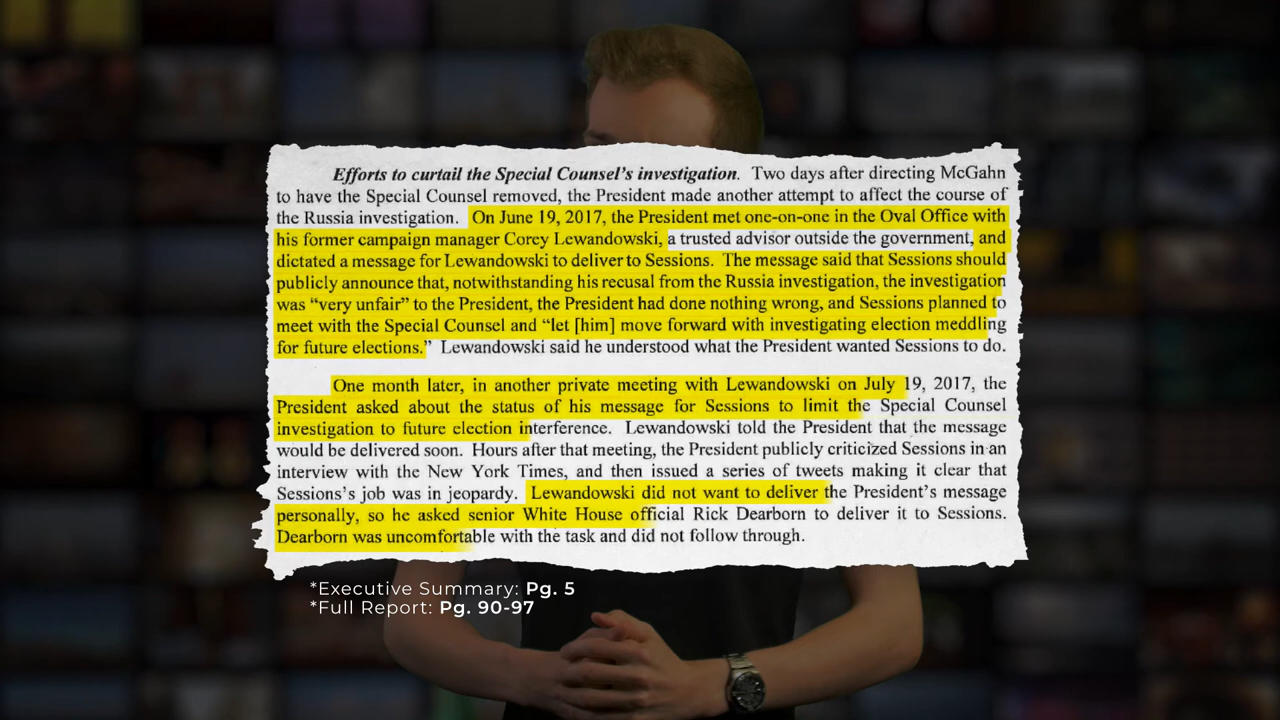 Efforts to curtail the Special Counsel's investigation. Two days after directing McGahn
to have the Special Counsel removed, the President made another attempt to affect the course of
the Russia investigation. On June 19, 2017, the President met one-on-one in the Oval Office with
his former campaign manager Corey Lewandowski, a trusted advisor outside the government, and
dictated a message for Lewandowski to deliver to Sessions. The message said that Sessions should
publicly announce that, notwithstanding his recusal from the Russia investigation, the investigation
was “very unfair” to the President, the President had done nothing wrong, and Sessions planned to
meet with the Special Counsel and “let [him] move forward with investigating election meddling
for future elections.” Lewandowski said he understood what the President wanted Sessions to do.
One month later, in another private meeting with Lewandowski on July 19, 2017, the
President asked about the status of his message for Sessions to limit the Special Counsel
investigation to future election interference. Lewandowski told the President that the message
would be delivered soon. Hours after that meeting, the President publicly criticized Sessions in an
interview with the New York Times, and then issued a series of tweets making it clear that
Sessions's job was in jeopardy. Lewandowski did not want to deliver the President's message
personally, so he asked senior White House official Rick Dearborn to deliver it to Sessions.
Dearborn was uncomfortable with the task and did not follow through.
*Executive Summary: Pg. 5
*Full Report: Pg. 90-97